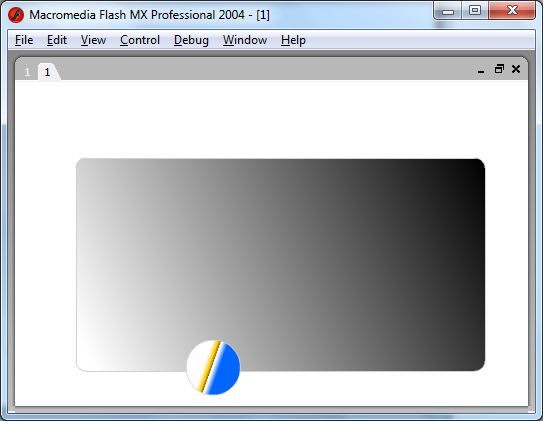 Macromedia Flash MX Professional 2004 - [1]
File Edit View Control Debug Window Help
1 1